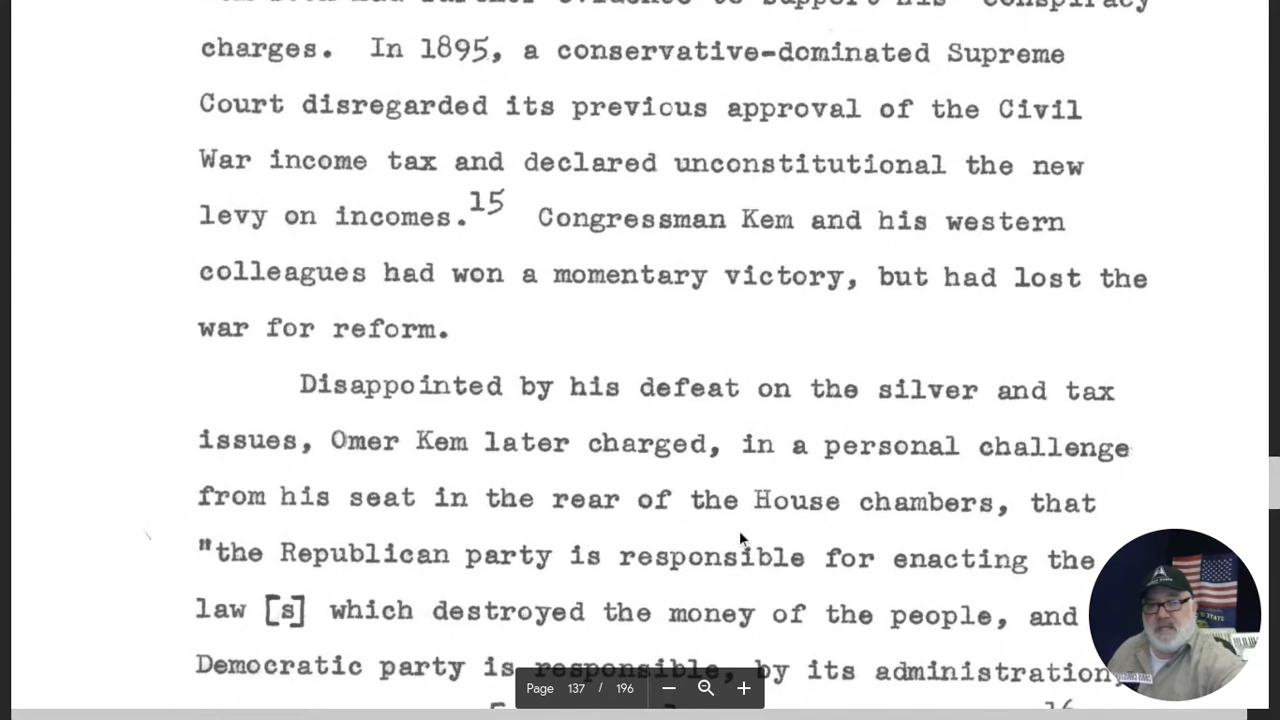 charges. In 1895, a conservative-dominated Supreme
Court disregarded its previous approval of the Civil
War income tax and declared unconstitutional the new
levy on incomes.15 Congressman Kem and his western
colleagues had won a momentary victory, but had lost the
war for reform.
Disappointed by his defeat on the silver and tax
issues, Omer Kem later charged, in a personal challenge
from his seat in the rear of the House chambers, that
"the Republican party is responsible for enacting the
law [s] which destroyed the money of the people, and
Democratic party is responsible, by its administration,
Page 137 / 196